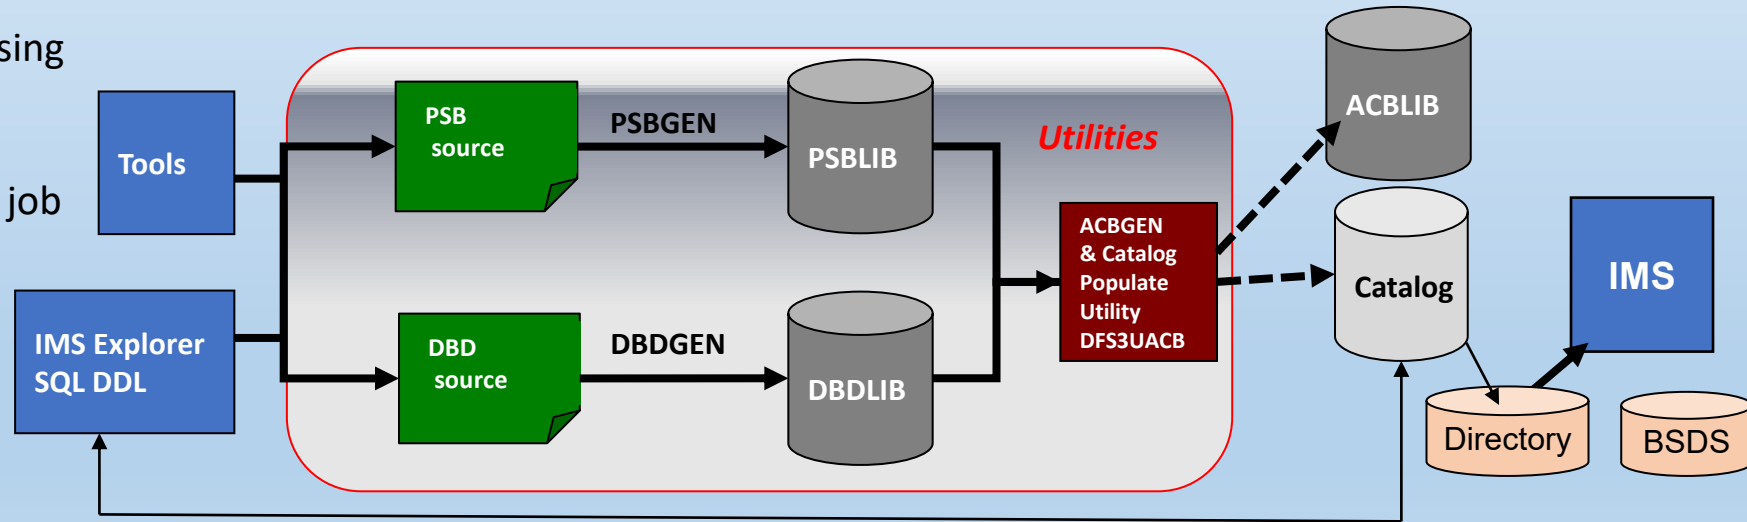 sing
job
Tools
IMS Explorer
SQL DDL
PSB
source
PSBGEN
PSBLIB
DBD
source
DBDGEN
DBDLIB
Utilities
ACBGEN
& Catalog
Populate
Utility
DFS3UACB
ACBLIB
Catalog
IMS
Directory
BSDS